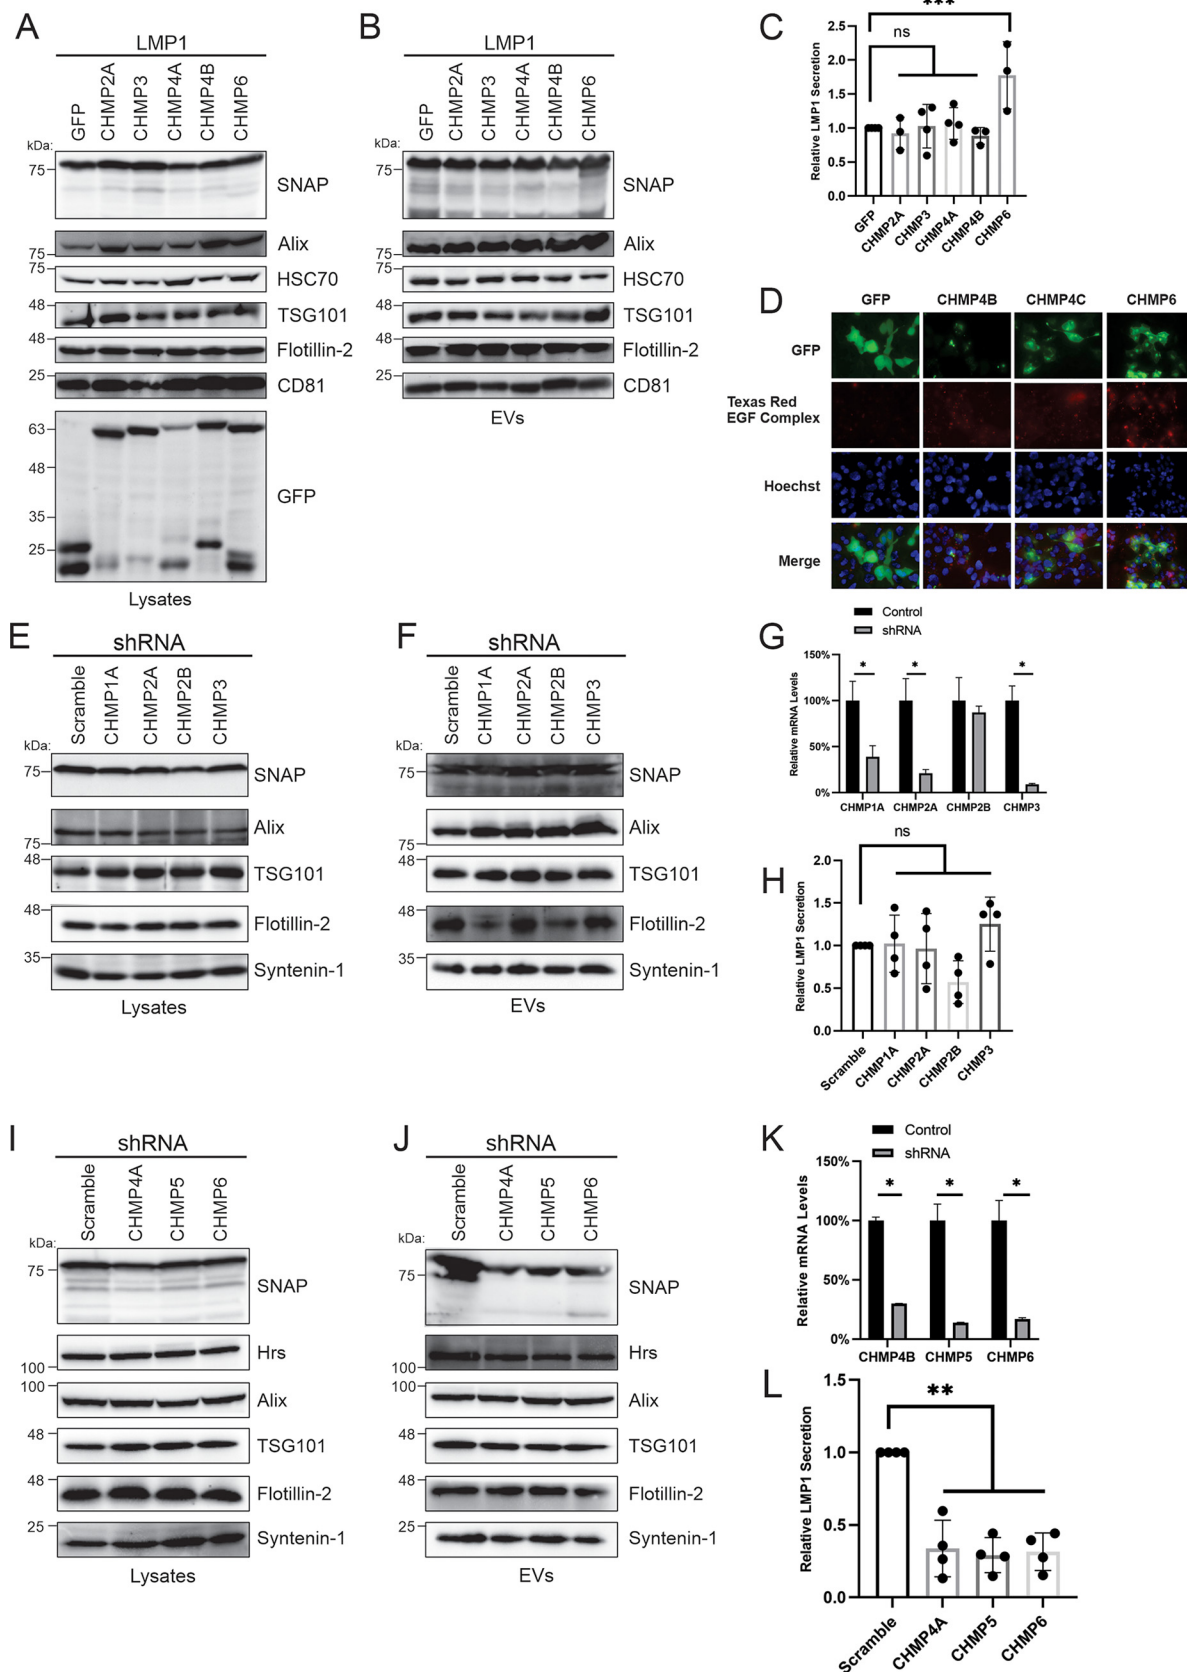 A
LMP1
GFP
CHMP2A
CHMP3
CHMP4A
CHMP4B
CHMP6
kDa:
75
SNAP
75
Alix
75
HSC70
48
TSG101
48
Flotillin-2
25
CD81
63
48
35
25
GFP
Lysates
B
LMP1
GFP
CHMP2A
CHMP3
CHMP4A
CHMP4B
CHMP6
kDa:
75
SNAP
75
Alix
75
HSC70
48
TSG101
48
Flotillin-2
25
CD81
EVs
C
***
ns
Relative LMP1 Secretion
2.5
2.0
1.5
1.0
0.5
0.0
GFP
CHMP2A
CHMP3
CHMP4A
CHMP4B
CHMP6
D
GFP CHMP4B CHMP4C CHMP6
GFP
Texas Red
EGF Complex
Hoechst
Merge
E
shRNA
Scramble
CHMP1A
CHMP2A
CHMP2B
CHMP3
kDa:
75
SNAP
75
Alix
48
TSG101
48
Flotillin-2
35
Syntenin-1
Lysates
F
shRNA
Scramble
CHMP1A
CHMP2A
CHMP2B
CHMP3
kDa:
75
SNAP
75
Alix
48
TSG101
48
Flotillin-2
35
Syntenin-1
EVs
G
Control
shRNA
Relative mRNA Levels
150%
100%
50%
0%
* * *
CHMP1A CHMP2A CHMP2B CHMP3
H
ns
Relative LMP1 Secretion
2.0
1.5
1.0
0.5
0.0
Scramble
CHMP1A
CHMP2A
CHMP2B
CHMP3
I
shRNA
Scramble
CHMP4A
CHMP5
CHMP6
kDa:
75
SNAP
100
Hrs
100
Alix
48
TSG101
48
Flotillin-2
25
Syntenin-1
Lysates
J
shRNA
Scramble
CHMP4A
CHMP5
CHMP6
kDa:
75
SNAP
100
Hrs
100
Alix
48
TSG101
48
Flotillin-2
25
Syntenin-1
EVs
K
Control
shRNA
Relative mRNA Levels
150%
100%
50%
0%
* * *
CHMP4B CHMP5 CHMP6
L
**
Relative LMP1 Secretion
1.5
1.0
0.5
0.0
Scramble
CHMP4A
CHMP5
CHMP6